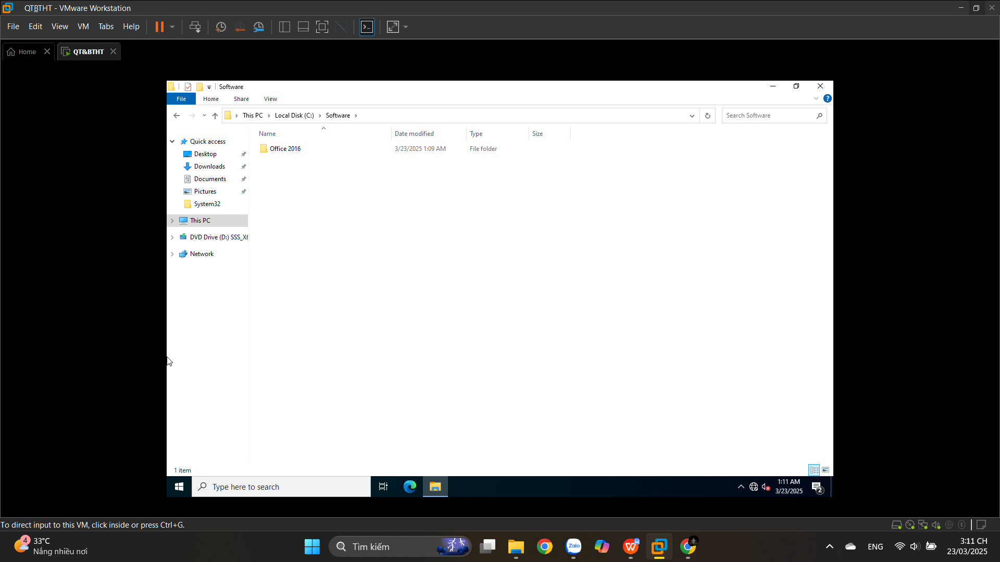 QTBTHT - VMware Workstation
File Edit View VM Tabs Help
Home QT&BTHT
Software
File Home Share View
This PC Local Disk (C:) Software
Search Software
Name Date modified Type Size
Office 2016 3/23/2025 1:09 AM File folder
Quick access
Desktop
Downloads
Documents
Pictures
System32
This PC
DVD Drive (D:) SSS_X6
Network
1 item
Type here to search
1:11 AM
3/23/2025
2
To direct input to this VM, click inside or press Ctrl+G.
4
33°C
Nắng nhiều nơi
Tìm kiếm
Zalo
ENG
3:11 CH
23/03/2025